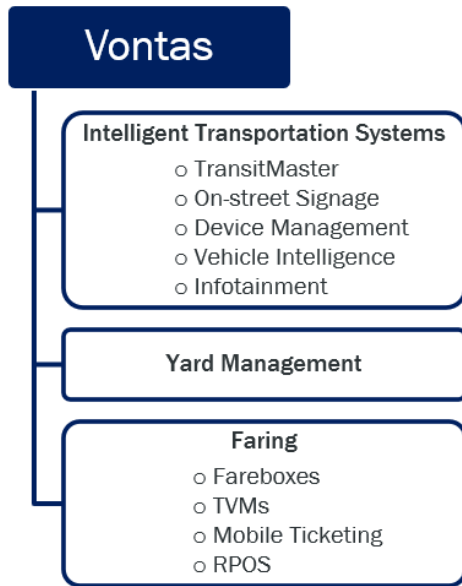 Vontas
Intelligent Transportation Systems
o TransitMaster
o On-street Signage
o Device Management
o Vehicle Intelligence
o Infotainment
Yard Management
Faring
o Fareboxes
o TVMs
o Mobile Ticketing
o RPOS